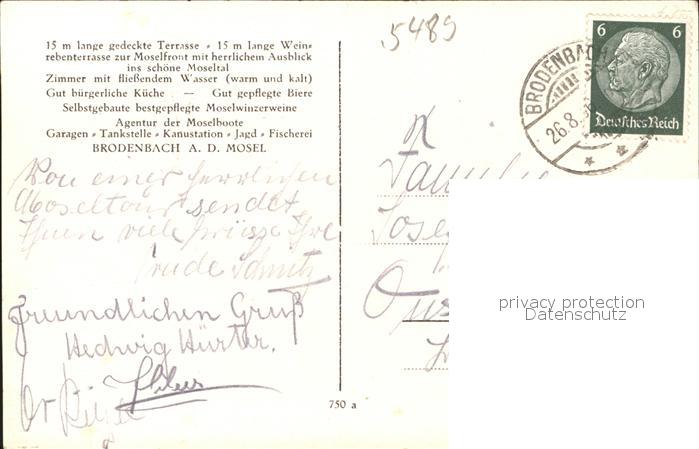 5489
15 m lange gedeckte Terrasse • 15 m lange Wein-
rebenterrasse zur Moselfront mit herrlichem Ausblick
ins schöne Moseltal
Zimmer mit fließendem Wasser (warm und kalt)
Gut bürgerliche Küche — Gut gepflegte Biere
Selbstgebaute bestgepflegte Moselwinzerweine
Agentur der Moselboote
Garagen • Tankstelle • Kanustation • Jagd • Fischerei
BRODENBACH A. D. MOSEL
Von einer herrlichen
Moseltour sendet
Ihnen viele Grüsse Ihre
Trude Schmitz
freundlichen Gruß
Hedwig Hürter.
750 a
BRODENBACH
26.8.
6 6
Deutsches Reich
Familie
privacy protection
Datenschutz